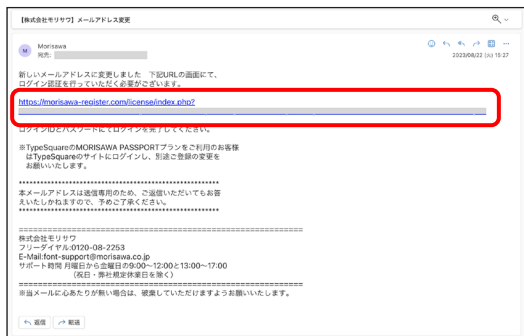 【株式会社モリサワ】メールアドレス変更
M
Morisawa
宛先:
2023/08/22 (火) 15:27
新しいメールアドレスに変更しました 下記URLの画面にて、
ログイン認証を行っていただく必要がございます。
https://morisawa-register.com/license/index.php?
ログインIDとパスワードにてログインを完了してください。
※TypeSquareのMORISAWA PASSPORTプランをご利用のお客様
はTypeSquareのサイトにログインし、別途ご登録の変更を
お願いいたします。
本メールアドレスは送信専用のため、ご返信いただいてもお答
えいたしかねますので、予めご了承ください。
株式会社モリサワ
フリーダイヤル:0120-08-2253
E-Mail:font-support@morisawa.co.jp
サポート時間 月曜日から金曜日の9:00~12:00と13:00~17:00
(祝日・弊社規定休業日を除く)
※当メールに心あたりが無い場合は、破棄していただけますようお願いいたします。
返信 転送